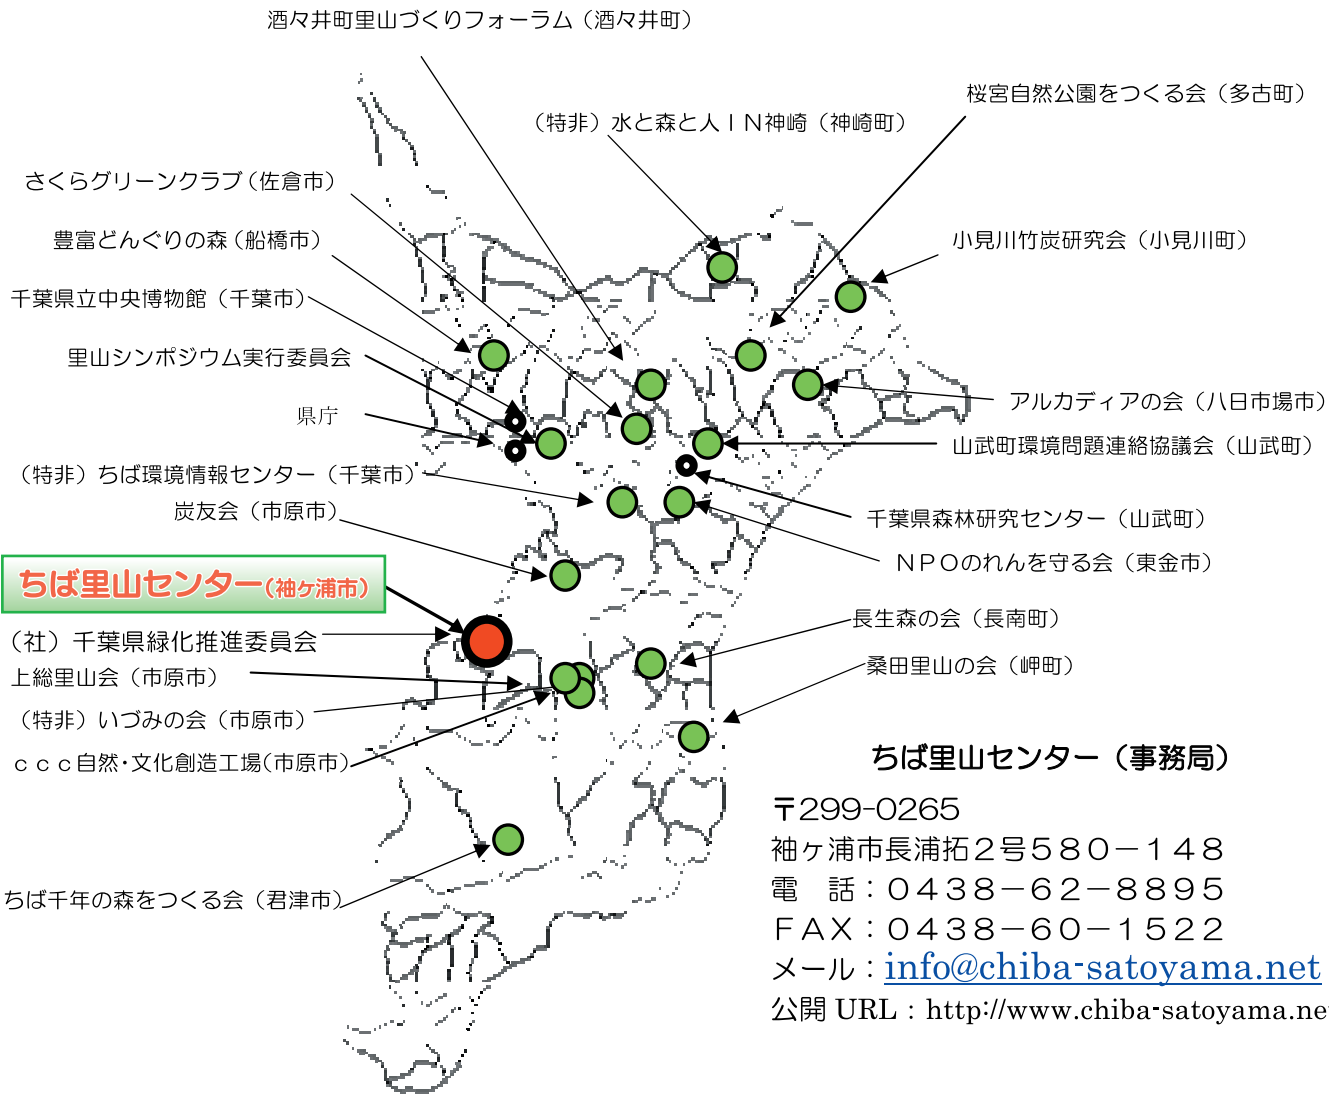 酒々井町里山づくりフォーラム（酒々井町）
桜宮自然公園をつくる会（多古町）
（特非）水と森と人ＩＮ神崎（神崎町）
さくらグリーンクラブ（佐倉市）
豊富どんぐりの森（船橋市）
小見川竹炭研究会（小見川町）
千葉県立中央博物館（千葉市）
里山シンポジウム実行委員会
県庁
アルカディアの会（八日市場市）
山武町環境問題連絡協議会（山武町）
（特非）ちば環境情報センター（千葉市）
炭友会（市原市）
千葉県森林研究センター（山武町）
ＮＰＯのれんを守る会（東金市）
ちば里山センター(袖ヶ浦市)
（社）千葉県緑化推進委員会
長生森の会（長南町）
上総里山会（市原市）
桑田里山の会（岬町）
（特非）いづみの会（市原市）
ｃｃｃ自然・文化創造工場(市原市)
ちば千年の森をつくる会（君津市）
ちば里山センター（事務局）
〒299-0265
袖ヶ浦市長浦拓２号５８０－１４８
電　話：０４３８－６２－８８９５
ＦＡＸ：０４３８－６０－１５２２
メール：info@chiba-satoyama.net
公開 URL：http://www.chiba-satoyama.ne